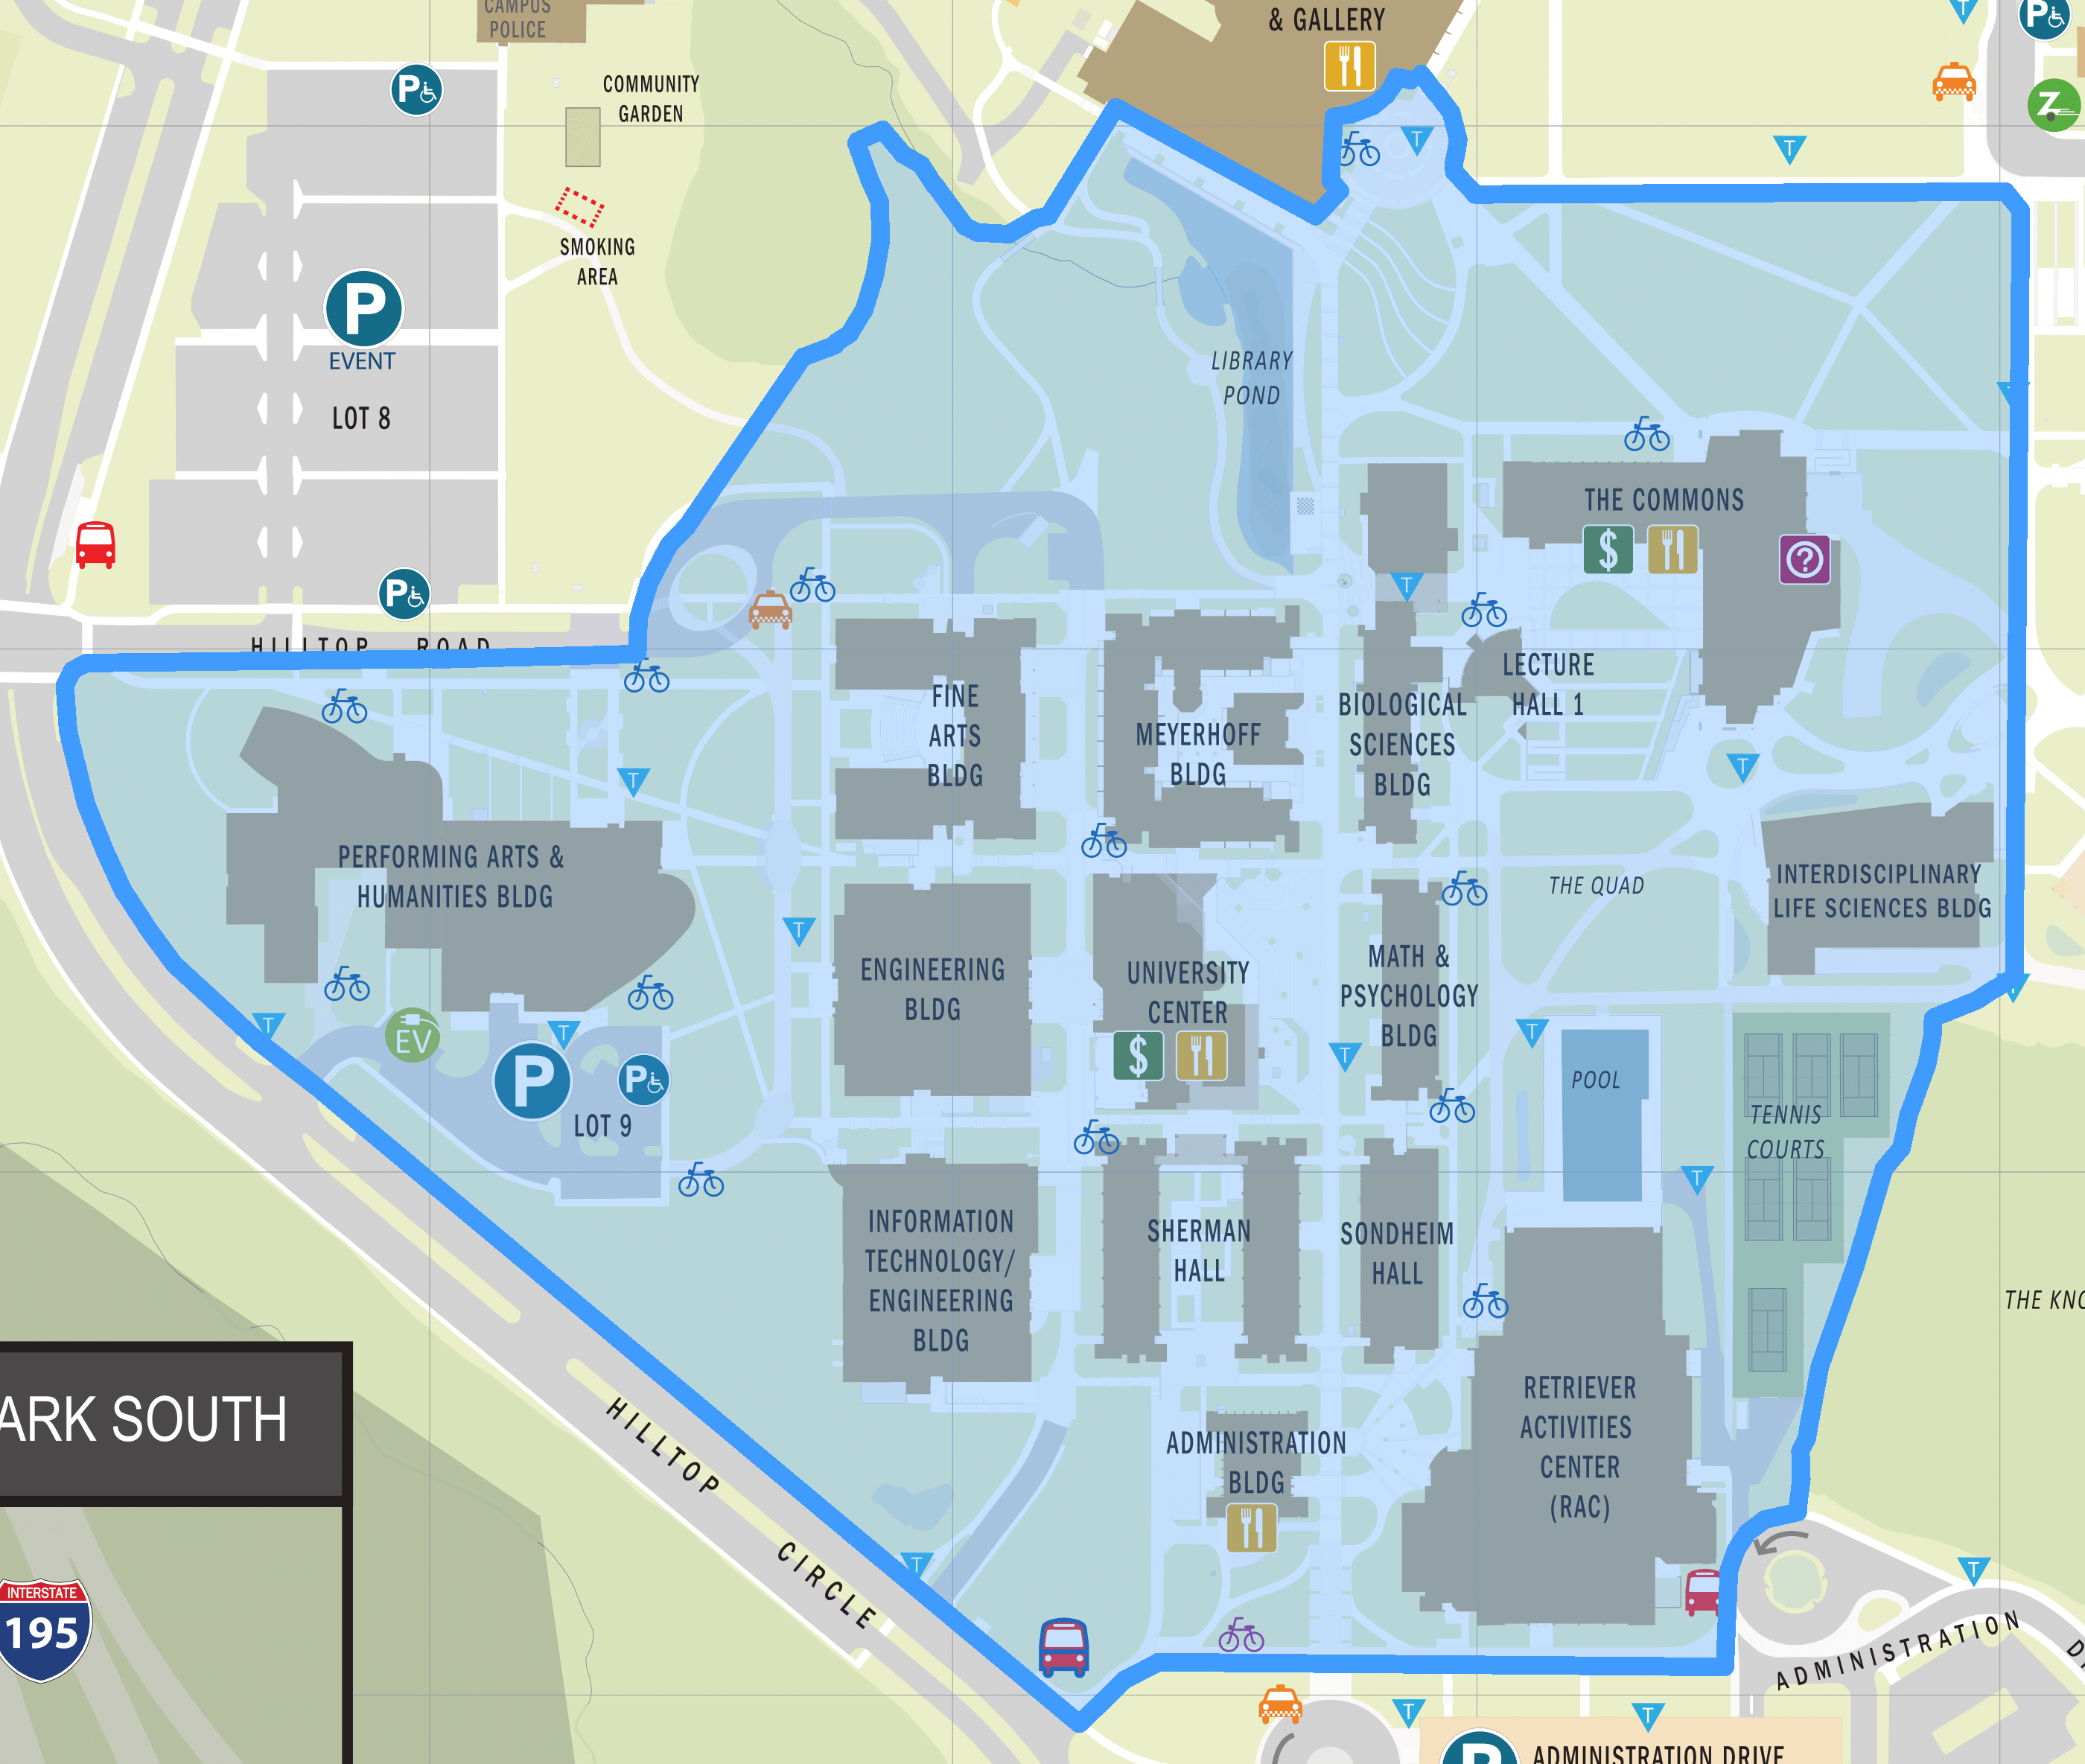 CAMPUS
POLICE
& GALLERY
COMMUNITY
GARDEN
SMOKING
AREA
P
P
P
P
Z
T
T
T
T
EVENT
LOT 8
LIBRARY
POND
THE COMMONS
$
?
T
HILLTOP ROAD
LECTURE
HALL 1
FINE
ARTS
BLDG
MEYERHOFF
BLDG
BIOLOGICAL
SCIENCES
BLDG
T
T
PERFORMING ARTS &
HUMANITIES BLDG
THE QUAD
INTERDISCIPLINARY
LIFE SCIENCES BLDG
T
ENGINEERING
BLDG
UNIVERSITY
CENTER
$
MATH &
PSYCHOLOGY
BLDG
T
T
T
T
EV
P
P
LOT 9
POOL
TENNIS
COURTS
T
INFORMATION
TECHNOLOGY/
ENGINEERING
BLDG
SHERMAN
HALL
SONDHEIM
HALL
THE KNO
RETRIEVER
ACTIVITIES
CENTER
(RAC)
ADMINISTRATION
BLDG
ARK SOUTH
HILLTOP CIRCLE
T
T
INTERSTATE
195
ADMINISTRATION D
T
T
P
ADMINISTRATION DRIVE